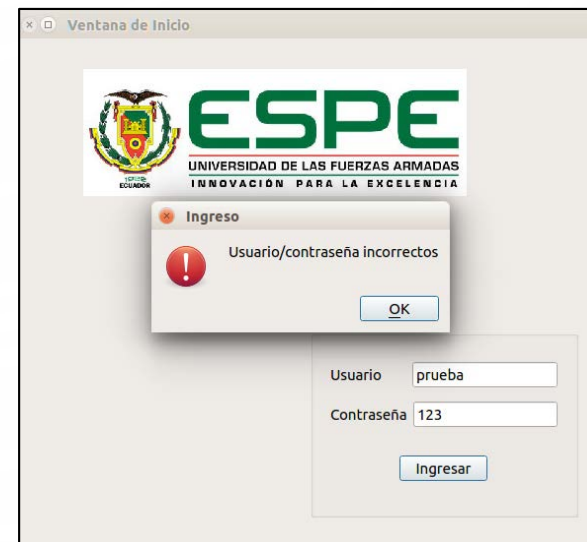 Ventana de Inicio
ESPE
UNIVERSIDAD DE LAS FUERZAS ARMADAS
INNOVACIÓN PARA LA EXCELENCIA
ECUADOR
Ingreso
Usuario/contraseña incorrectos
OK
Usuario prueba
Contraseña 123
Ingresar